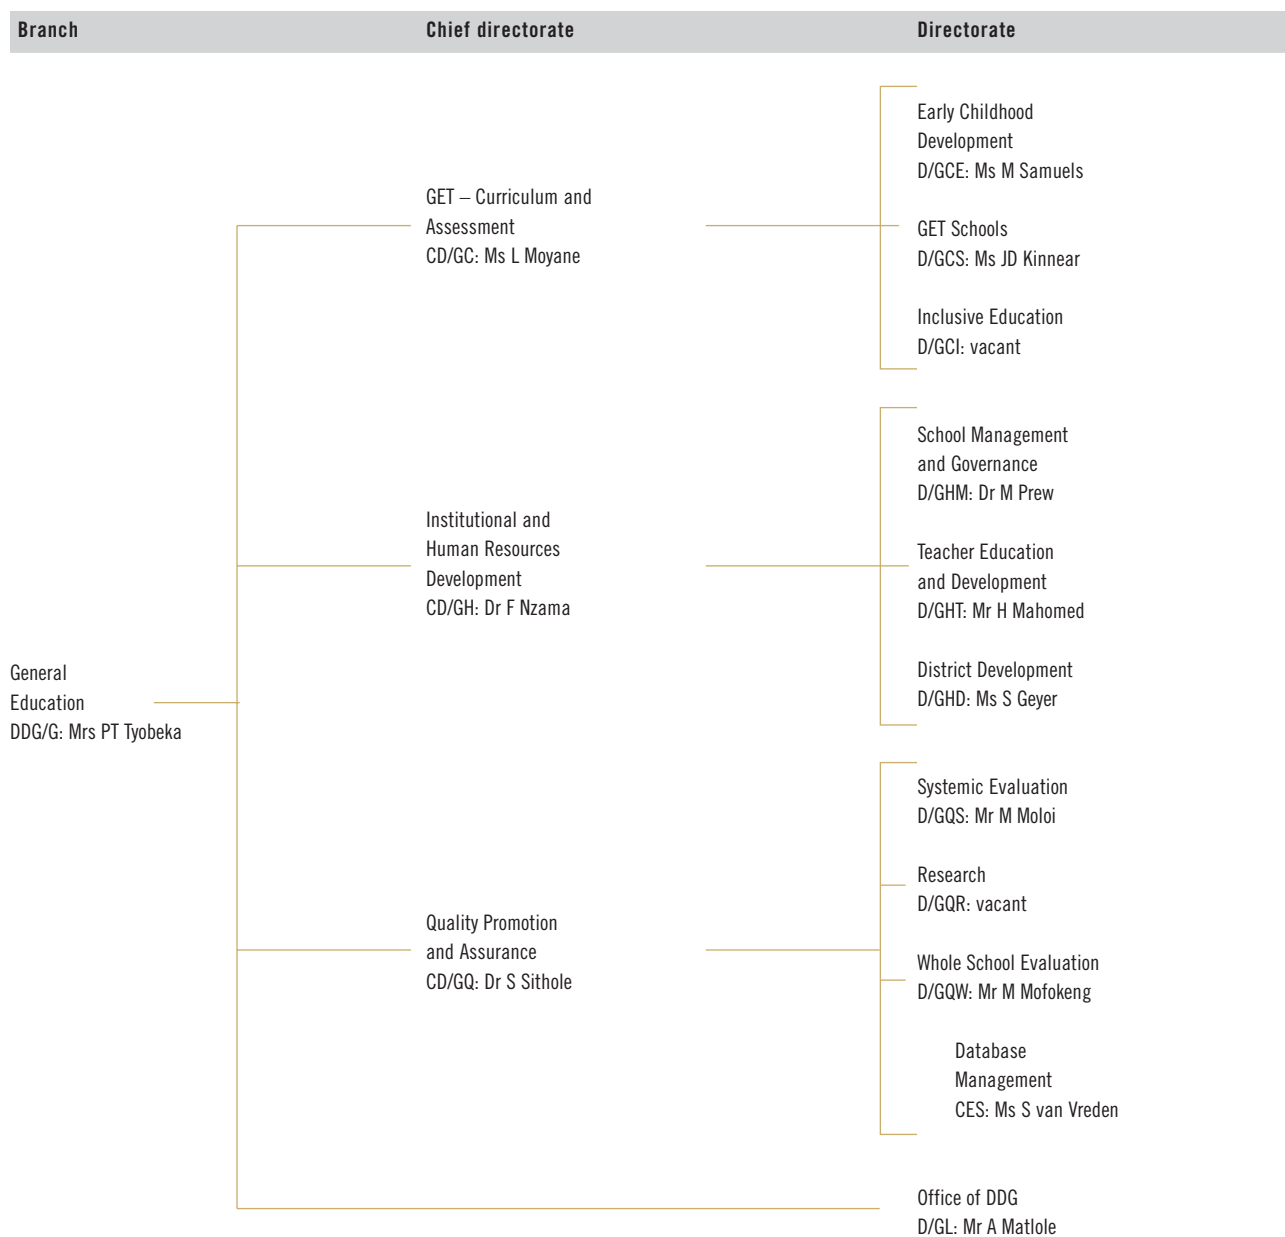 Branch Chief directorate Directorate
Early Childhood
Development
D/GCE: Ms M Samuels
GET – Curriculum and
Assessment
CD/GC: Ms L Moyane
GET Schools
D/GCS: Ms JD Kinnear
Inclusive Education
D/GCI: vacant
School Management
and Governance
D/GHM: Dr M Prew
Institutional and
Human Resources
Development
CD/GH: Dr F Nzama
Teacher Education
and Development
D/GHT: Mr H Mahomed
District Development
D/GHD: Ms S Geyer
General
Education
DDG/G: Mrs PT Tyobeka
Systemic Evaluation
D/GQS: Mr M Moloi
Research
D/GQR: vacant
Quality Promotion
and Assurance
CD/GQ: Dr S Sithole
Whole School Evaluation
D/GQW: Mr M Mofokeng
Database
Management
CES: Ms S van Vreden
Office of DDG
D/GL: Mr A Matlole